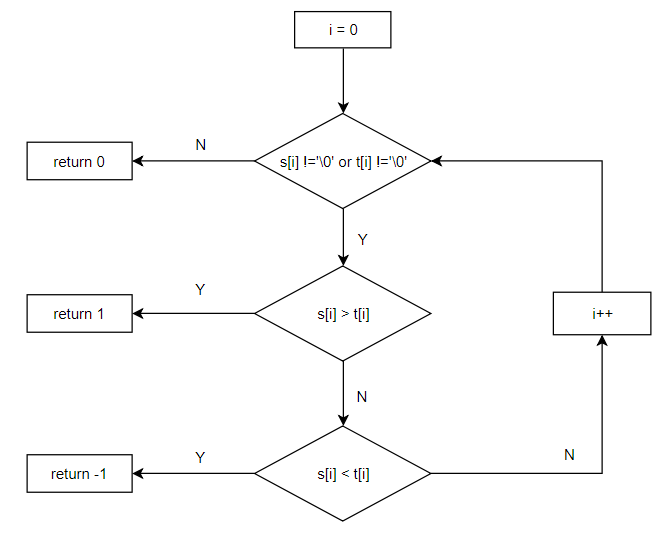 i = 0
N
return 0
s[i] !='\0' or t[i] !='\0'
Y
Y
return 1
s[i] > t[i]
i++
N
Y
N
return -1
s[i] < t[i]